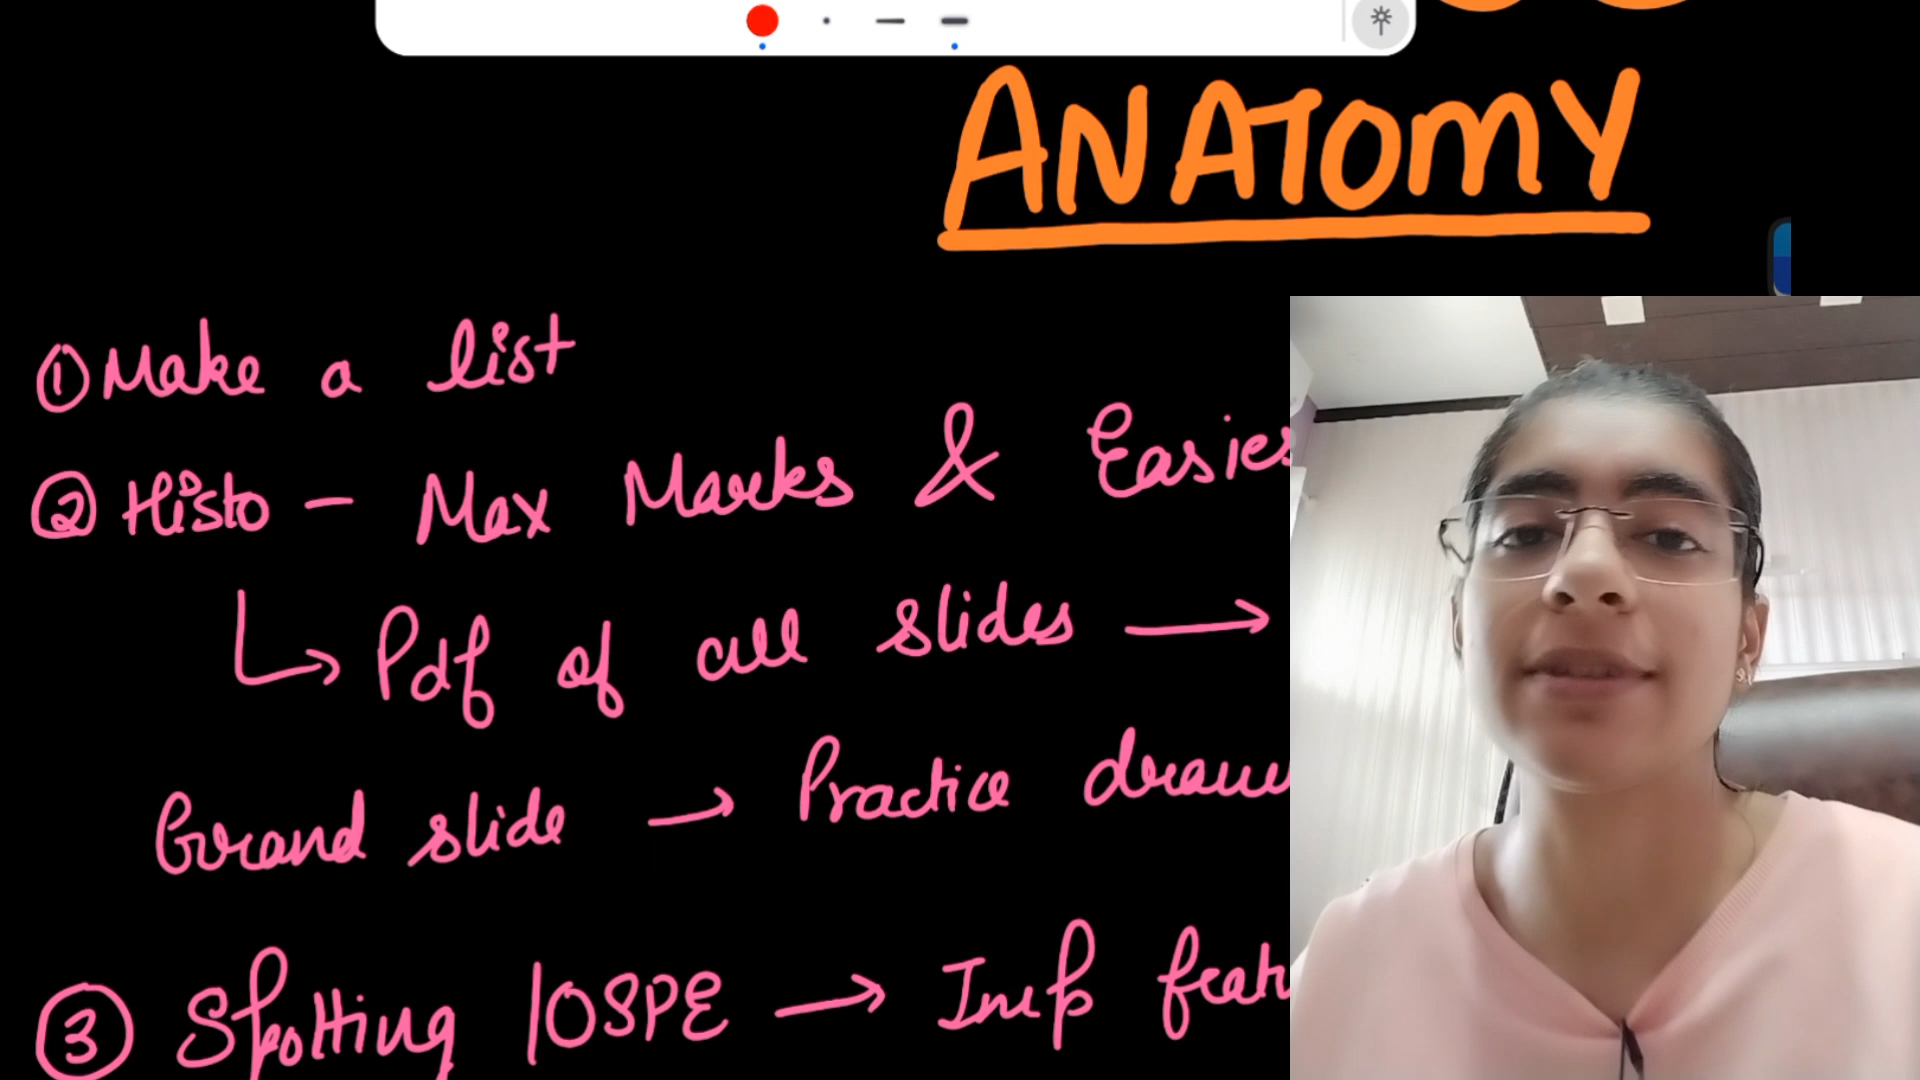 ANATOMY
① Make a list
② Histo - Max Marks & Easies
↳ Pdf of all slides →
Grand slide → Practice draw
③ Spotting /OSPE → Imp feat